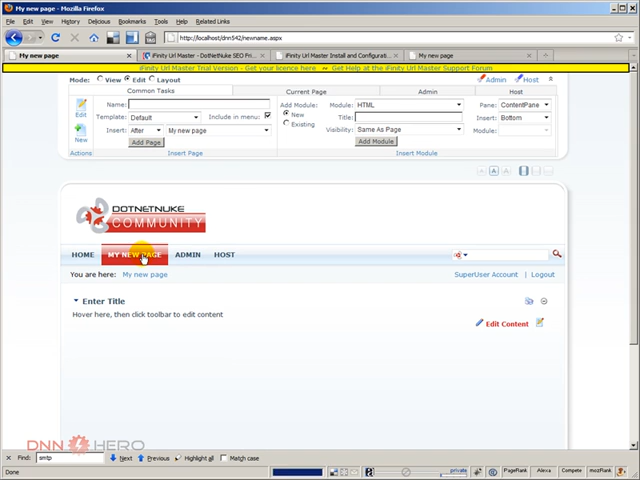 My new page - Mozilla Firefox
File Edit View History Delicious Bookmarks Tools Help Related Links
http://localhost/dnn542/newname.aspx
My new page
iFinity Url Master - DotNetNuke SEO Fri...
iFinity Url Master Install and Configurat...
My new page
iFinity Url Master Trial Version - Get your licence here ~ Get Help at the iFinity Url Master Support Forum
Mode: View Edit Layout
Admin Host
Common Tasks Current Page Admin Host
Edit
New
Actions
Name:
Template: Default Include in menu:
Insert: After My new page
Add Page
Insert Page
Add Module: Module: HTML Pane: ContentPane
New Title: Insert: Bottom
Existing Visibility: Same As Page Module:
Add Module
Insert Module
A
DOTNETNUKE
COMMUNITY
HOME MY NEW PAGE ADMIN HOST
You are here: My new page
SuperUser Account | Logout
Enter Title
Hover here, then click toolbar to edit content
Edit Content
DNN HERO
Find: smtp Next Previous Highlight all Match case
Done
private PageRank Alexa Compete mozRank